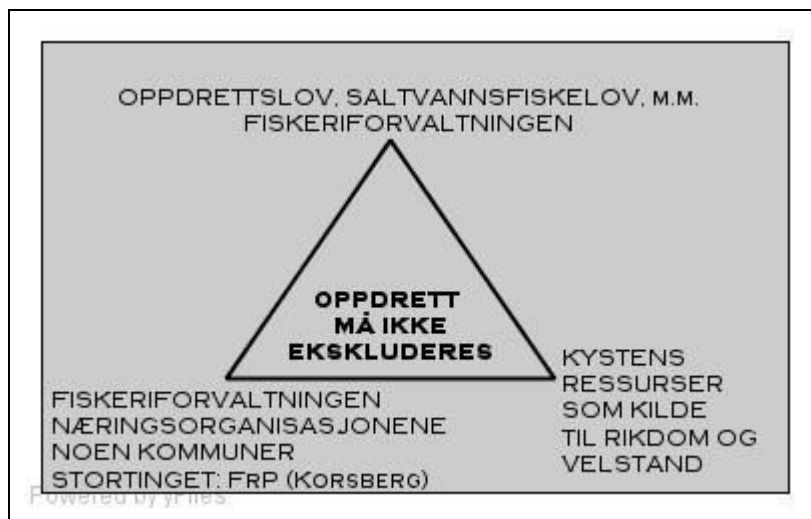 OPPDRETTSLOV, SALTVANNSFISKELOV, M.M.
FISKERIFORVALTNINGEN
OPPDRETT
MÅ IKKE
EKSKLUDERES
KYSTENS
RESSURSER
SOM KILDE
TIL RIKDOM OG
VELSTAND
FISKERIFORVALTNINGEN
NÆRINGSORGANISASJONENE
NOEN KOMMUNER
STORTINGET: FRP (KORSBERG)
Powered by yFiles